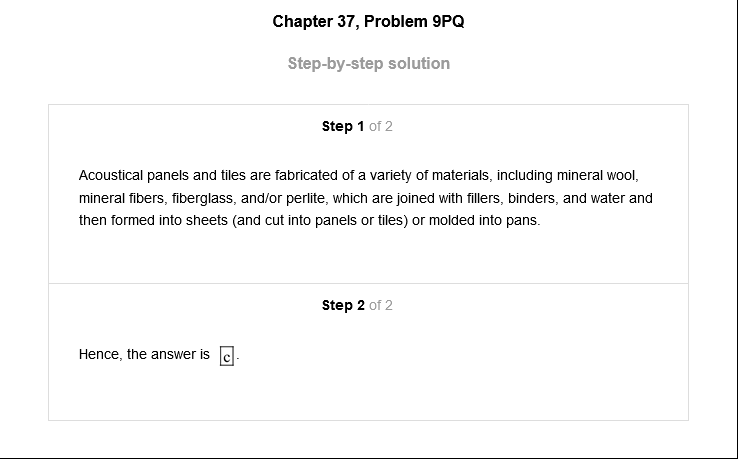 Chapter 37, Problem 9PQ
Step-by-step solution
Step 1 of 2
Acoustical panels and tiles are fabricated of a variety of materials, including mineral wool,
mineral fibers, fiberglass, and/or perlite, which are joined with fillers, binders, and water and
then formed into sheets (and cut into panels or tiles) or molded into pans.
Step 2 of 2
Hence, the answer is c.